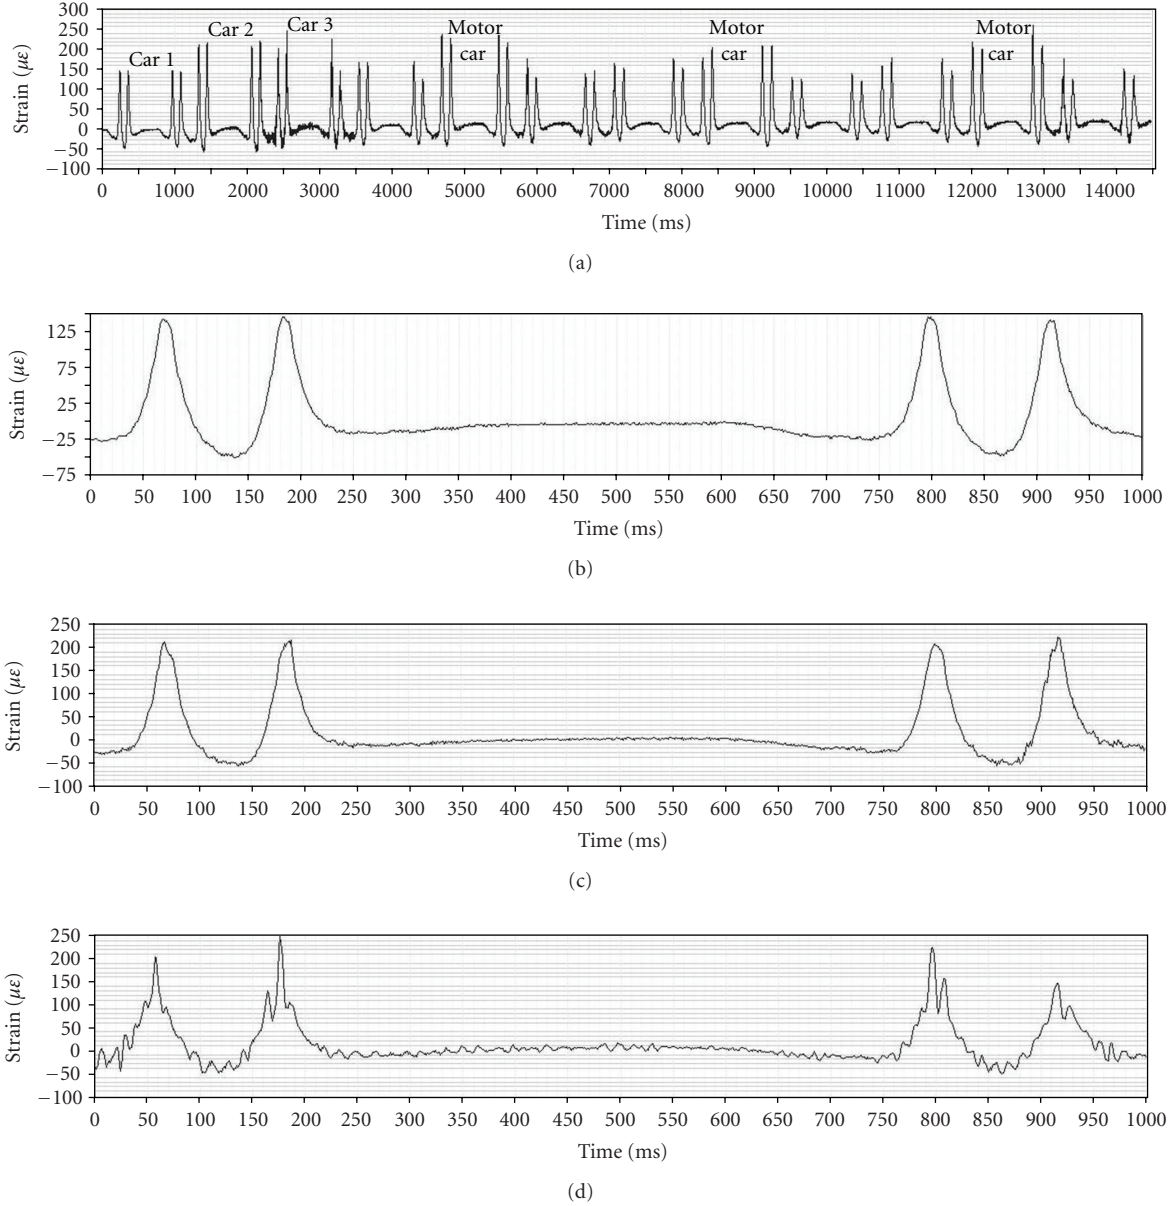 300
250
200
150
100
50
0
−50
−100
Strain (με)
Car 1
Car 2
Car 3
Motor
car
Motor
car
Motor
car
0 1000 2000 3000 4000 5000 6000 7000 8000 9000 10000 11000 12000 13000 14000
Time (ms)
(a)
125
75
25
−25
−75
Strain (με)
0 50 100 150 200 250 300 350 400 450 500 550 600 650 700 750 800 850 900 950 1000
Time (ms)
(b)
250
200
150
100
50
0
−50
−100
Strain (με)
0 50 100 150 200 250 300 350 400 450 500 550 600 650 700 750 800 850 900 950 1000
Time (ms)
(c)
250
200
150
100
50
0
−50
−100
Strain (με)
0 50 100 150 200 250 300 350 400 450 500 550 600 650 700 750 800 850 900 950 1000
Time (ms)
(d)